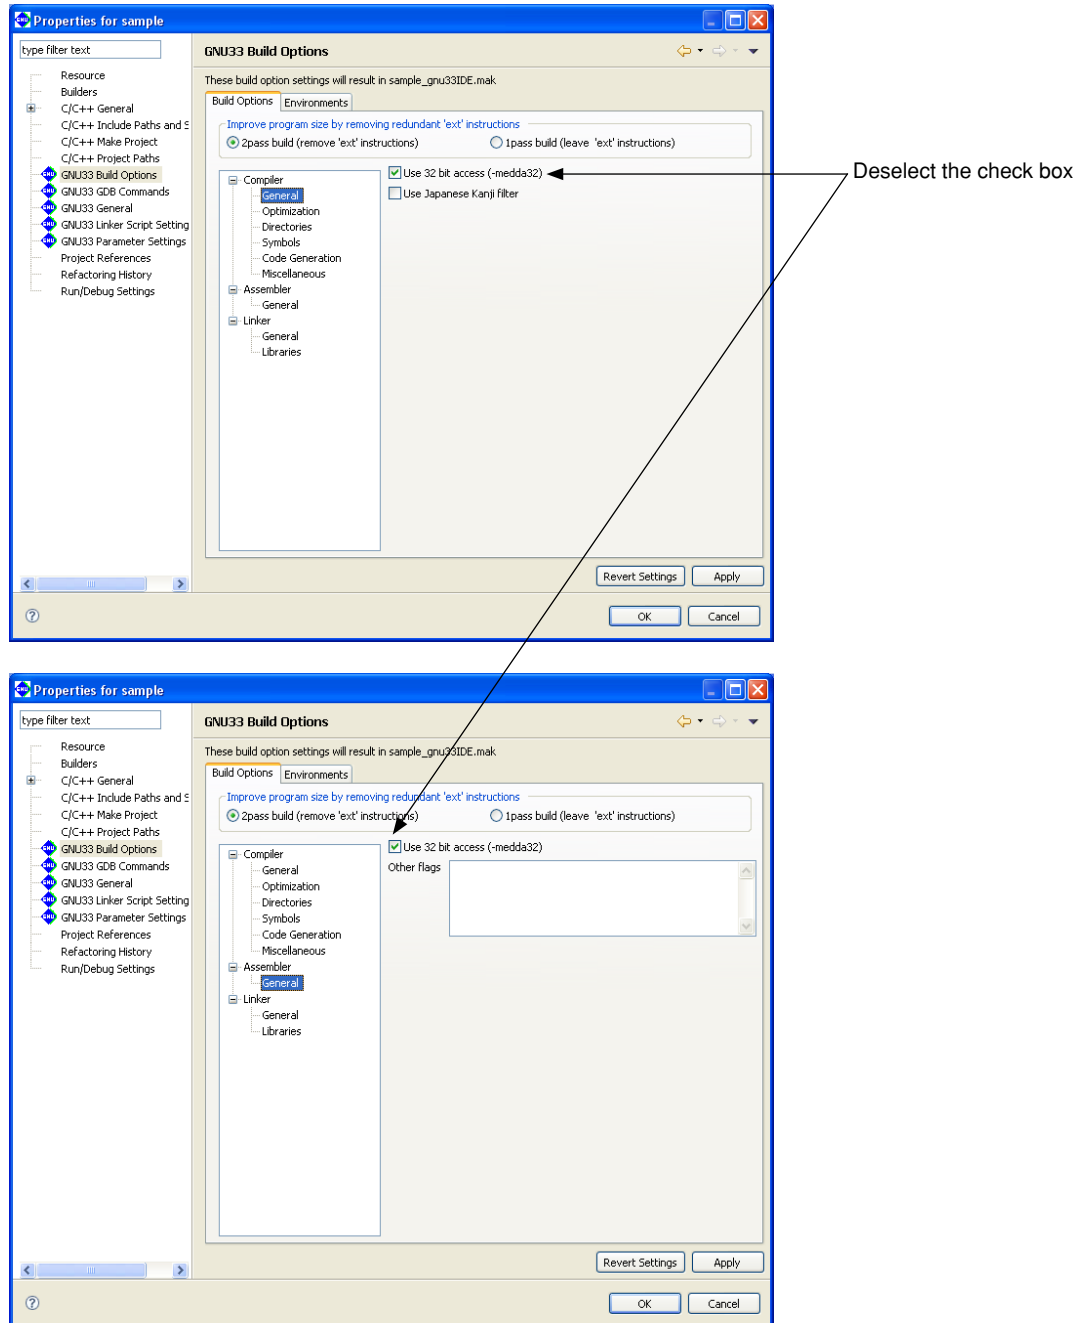 Properties for sample
type filter text
GNU33 Build Options
Resource
Builders
C/C++ General
C/C++ Include Paths and S
C/C++ Make Project
C/C++ Project Paths
GNU33 Build Options
GNU33 GDB Commands
GNU33 General
GNU33 Linker Script Setting
GNU33 Parameter Settings
Project References
Refactoring History
Run/Debug Settings
These build option settings will result in sample_gnu33IDE.mak
Build Options Environments
Improve program size by removing redundant 'ext' instructions
2pass build (remove 'ext' instructions) 1pass build (leave 'ext' instructions)
Compiler
General
Optimization
Directories
Symbols
Code Generation
Miscellaneous
Assembler
General
Linker
General
Libraries
Use 32 bit access (-medda32)
Use Japanese Kanji filter
Deselect the check box
Revert Settings Apply
OK Cancel
Properties for sample
type filter text
GNU33 Build Options
Resource
Builders
C/C++ General
C/C++ Include Paths and S
C/C++ Make Project
C/C++ Project Paths
GNU33 Build Options
GNU33 GDB Commands
GNU33 General
GNU33 Linker Script Setting
GNU33 Parameter Settings
Project References
Refactoring History
Run/Debug Settings
These build option settings will result in sample_gnu33IDE.mak
Build Options Environments
Improve program size by removing redundant 'ext' instructions
2pass build (remove 'ext' instructions) 1pass build (leave 'ext' instructions)
Compiler
General
Optimization
Directories
Symbols
Code Generation
Miscellaneous
Assembler
General
Linker
General
Libraries
Use 32 bit access (-medda32)
Other flags
Revert Settings Apply
OK Cancel